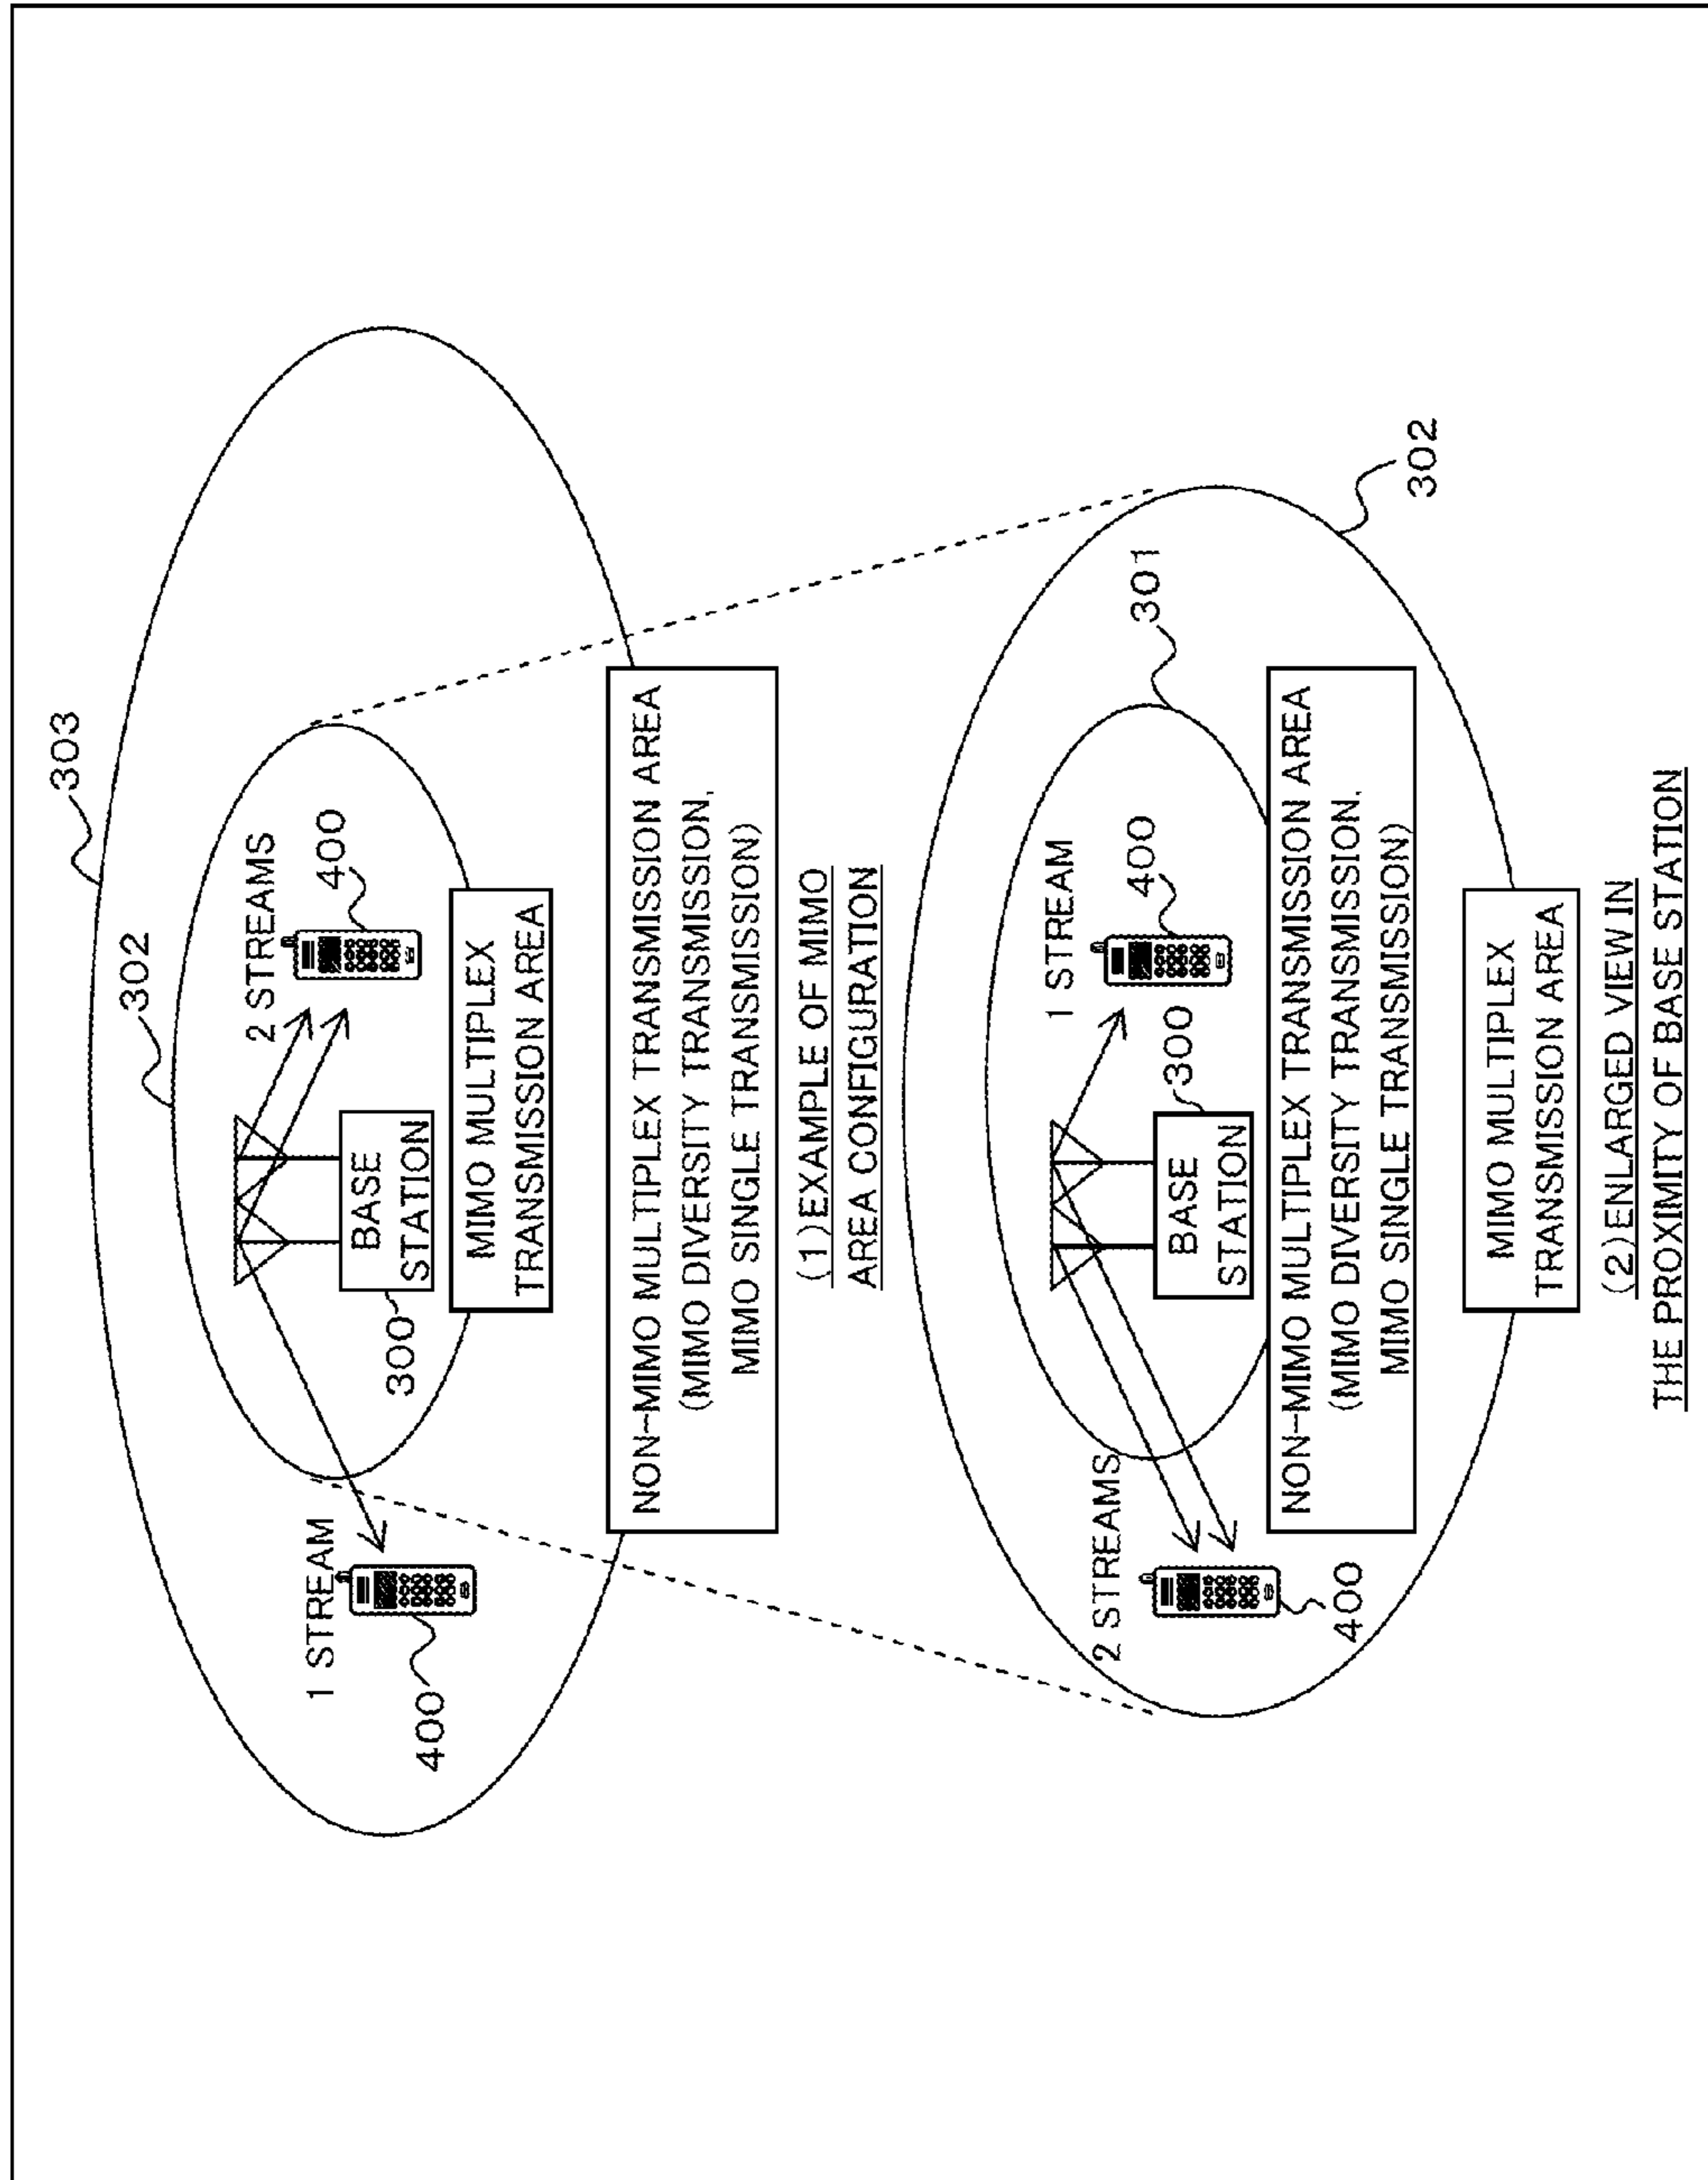 303
302
2 STREAMS
400
1 STREAM
400
BASE
STATION
300
MIMO MULTIPLEX
TRANSMISSION AREA
NON-MIMO MULTIPLEX TRANSMISSION AREA
(MIMO DIVERSITY TRANSMISSION,
MIMO SINGLE TRANSMISSION)
(1)EXAMPLE OF MIMO
AREA CONFIGURATION
302
301
1 STREAM
400
300
BASE
STATION
2 STREAMS
400
NON-MIMO MULTIPLEX TRANSMISSION AREA
(MIMO DIVERSITY TRANSMISSION,
MIMO SINGLE TRANSMISSION)
MIMO MULTIPLEX
TRANSMISSION AREA
(2)ENLARGED VIEW IN
THE PROXIMITY OF BASE STATION